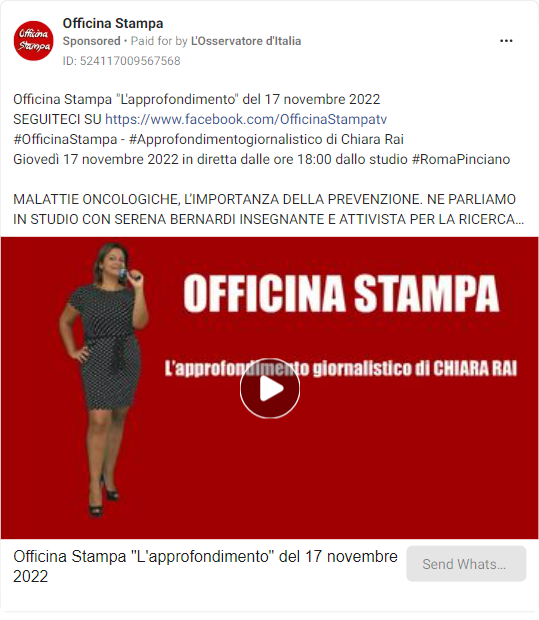 Officina
Stampa
Officina Stampa
Sponsored • Paid for by L'Osservatore d'Italia
ID: 524117009567568
Officina Stampa "L'approfondimento" del 17 novembre 2022
SEGUITECI SU https://www.facebook.com/OfficinaStampatv
#OfficinaStampa - #Approfondimentogiornalistico di Chiara Rai
Giovedì 17 novembre 2022 in diretta dalle ore 18:00 dallo studio #RomaPinciano
MALATTIE ONCOLOGICHE, L’IMPORTANZA DELLA PREVENZIONE. NE PARLIAMO
IN STUDIO CON SERENA BERNARDI INSEGNANTE E ATTIVISTA PER LA RICERCA...
OFFICINA STAMPA
L'approfondimento giornalistico di CHIARA RAI
Officina Stampa "L'approfondimento" del 17 novembre
2022
Send Whats...